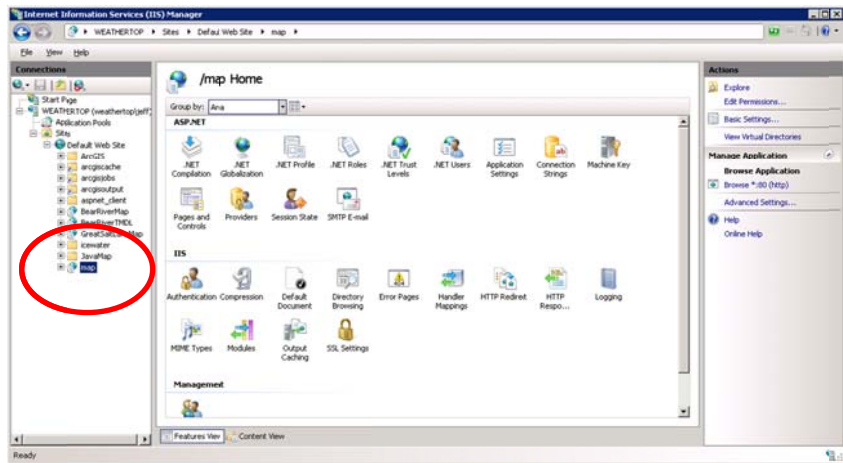 Internet Information Services (IIS) Manager
WEATHERTOP Sites Defaul Web Site map
File View Help
Connections
Start Page
WEATHERTOP (weathertop\jeff)
Application Pools
Sites
Default Web Site
ArcGIS
arcgiscache
arcgisjobs
arcgisoutput
aspnet_client
BearRiverMap
BearRiverTMDL
GreatSaltLakeMap
icewater
JavaMap
map
/map Home
Group by: Area
ASP.NET
.NET Compilation
.NET Globalization
.NET Profile
.NET Roles
.NET Trust Levels
.NET Users
Application Settings
Connection Strings
Machine Key
Pages and Controls
Providers
Session State
SMTP E-mail
IIS
Authentication
Compression
Default Document
Directory Browsing
Error Pages
Handler Mappings
HTTP Redirect
HTTP Respo...
Logging
MIME Types
Modules
Output Caching
SSL Settings
Management
Features View
Content View
Actions
Explore
Edit Permissions...
Basic Settings...
View Virtual Directories
Manage Application
Browse Application
Browse *:80 (http)
Advanced Settings...
Help
Online Help
Ready